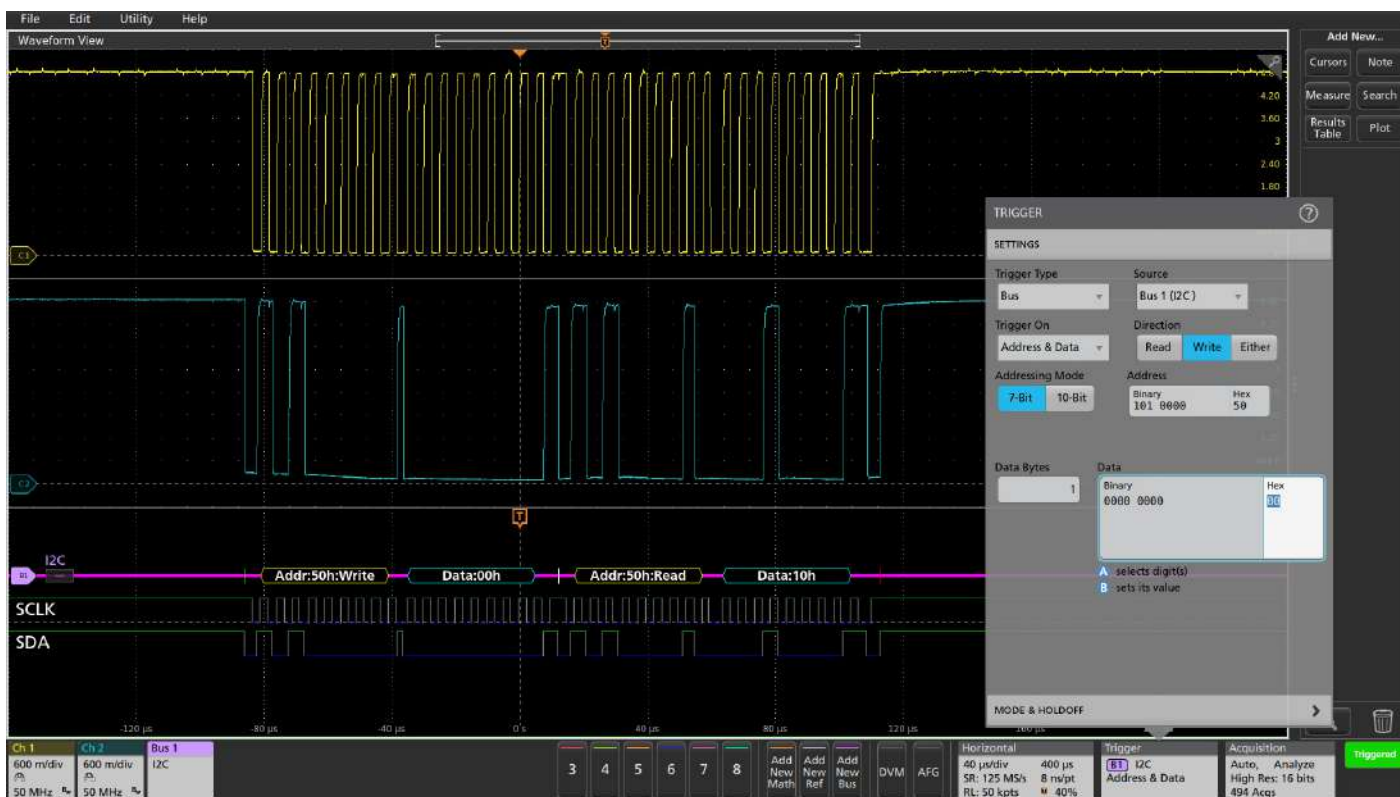 File Edit Utility Help
Waveform View
Add New...
Cursors Note
Measure Search
Results Table Plot
4.20
3.60
3
2.40
1.80
C1
C2
T
TRIGGER ?
SETTINGS
Trigger Type Source
Bus Bus 1 (I2C)
Trigger On Direction
Address & Data Read Write Either
Addressing Mode Address
7-Bit 10-Bit Binary Hex
101 0000 50
Data Bytes Data
1 Binary Hex
0000 0000 00
A selects digit(s)
B sets its value
MODE & HOLDOFF
T
I2C
B1 Addr:50h:Write Data:00h Addr:50h:Read Data:10h
SCLK
SDA
-120 µs -80 µs -40 µs 0 s 40 µs 80 µs 120 µs 160 µs
Ch 1 Ch 2 Bus 1
600 m/div 600 m/div I2C
50 MHz Bw 50 MHz Bw
3 4 5 6 7 8
Add New Math Add New Ref Add New Bus
DVM AFG
Horizontal
40 µs/div 400 µs
SR: 125 MS/s 8 ns/pt
RL: 50 kpts 40%
Trigger
B1 I2C
Address & Data
Acquisition
Auto, Analyze
High Res: 16 bits
494 Acqs
Triggered